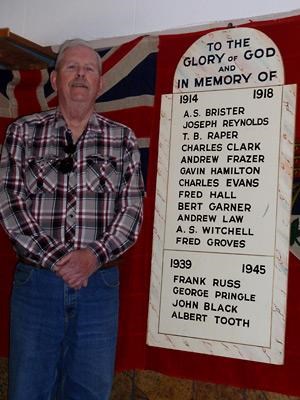 TO THE
GLORY OF GOD
AND
IN MEMORY OF
1914 1918
A.S. BRISTER
JOSEPH REYNOLDS
T.B. RAPER
CHARLES CLARK
ANDREW FRAZER
GAVIN HAMILTON
CHARLES EVANS
FRED HALL
BERT GARNER
ANDREW LAW
A.S. WITCHELL
FRED GROVES
1939 1945
FRANK RUSS
GEORGE PRINGLE
JOHN BLACK
ALBERT TOOTH